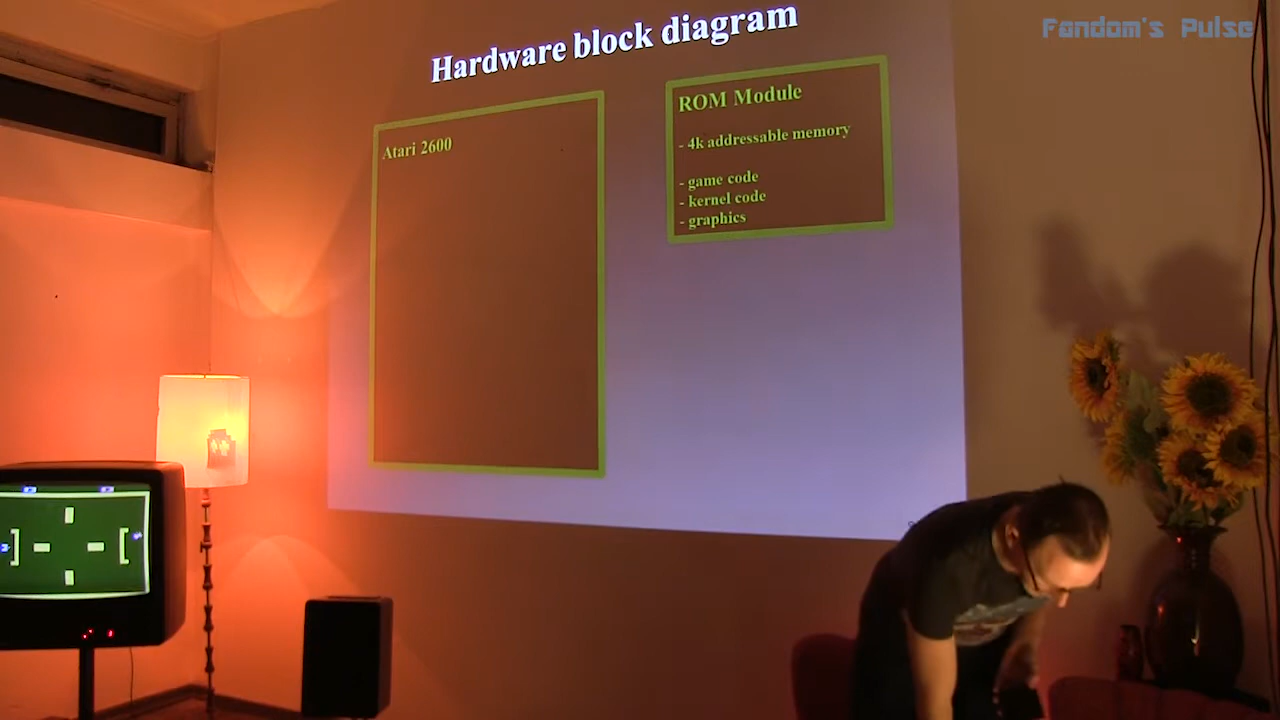 Fandom's Pulse
Hardware block diagram
Atari 2600
ROM Module
- 4k addressable memory
- game code
- kernel code
- graphics